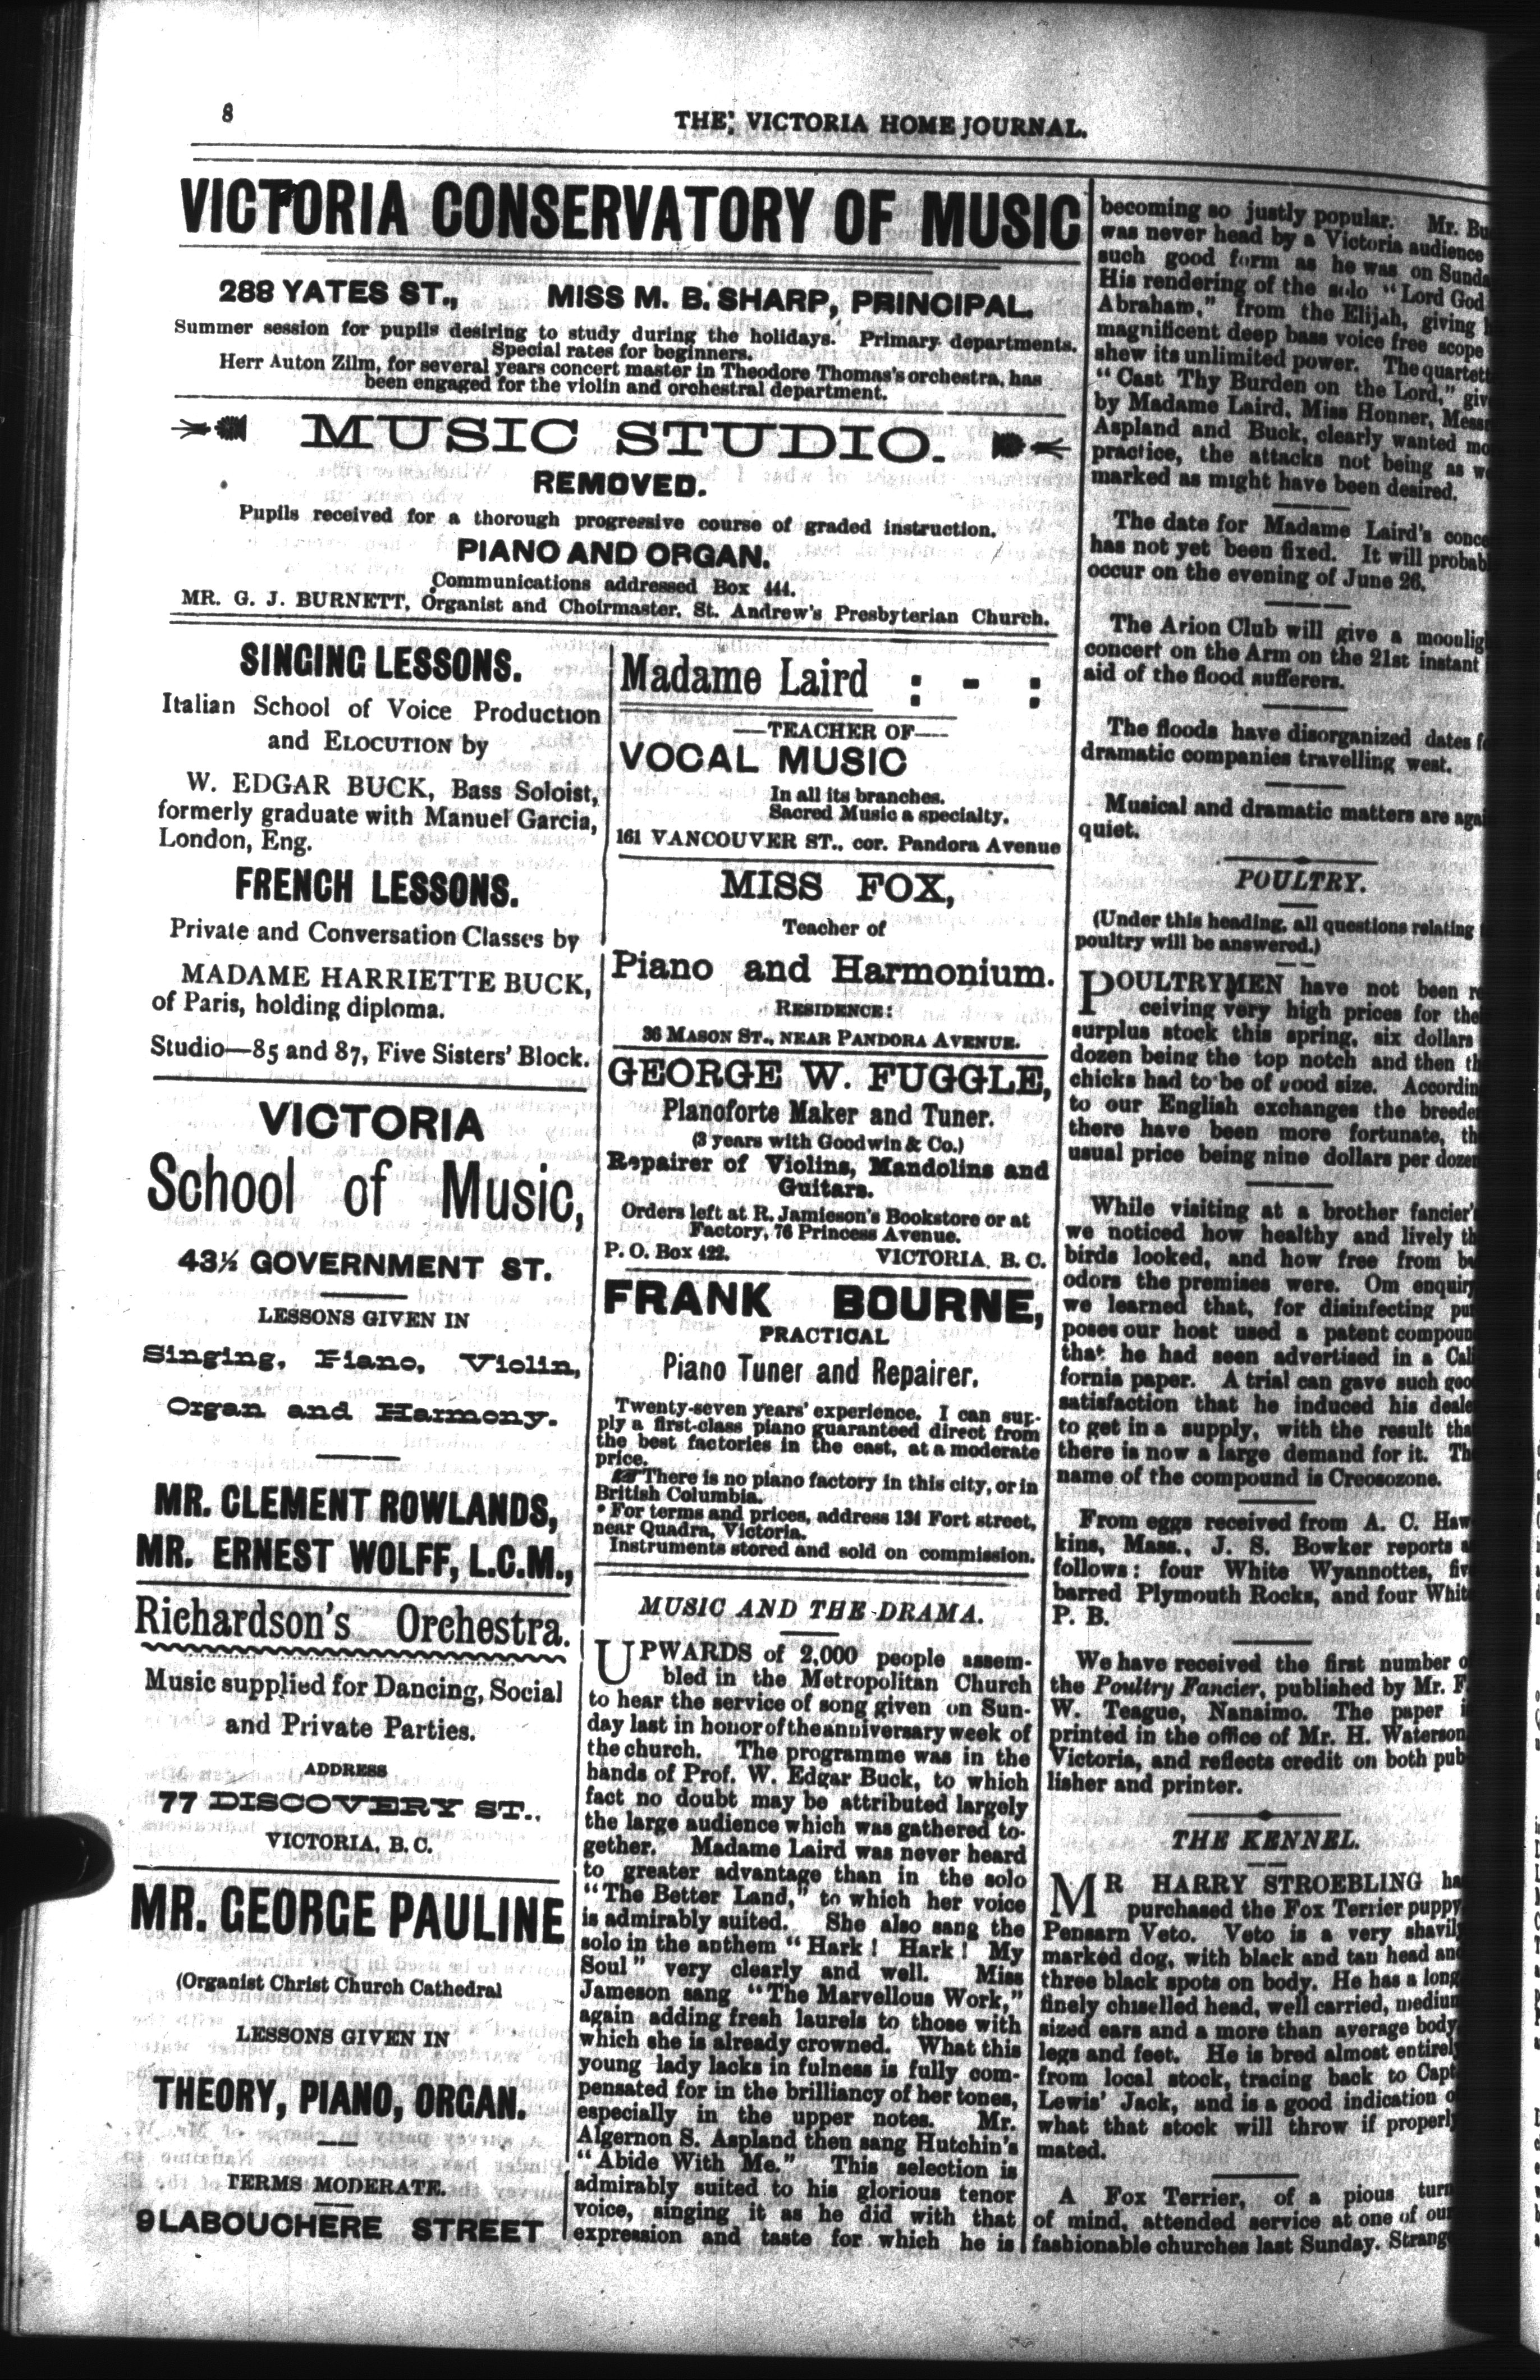 8
THE VICTORIA HOME JOURNAL.
VICTORIA CONSERVATORY OF MUSIC
288 YATES ST., MISS M. B. SHARP, PRINCIPAL.
Summer session for pupils desiring to study during the holidays. Primary departments.
Special rates for beginners.
Herr Auton Zilm, for several years concert master in Theodore Thomas's orchestra, has
been engaged for the violin and orchestral department.
MUSIC STUDIO.
REMOVED.
Pupils received for a thorough progressive course of graded instruction.
PIANO AND ORGAN.
Communications addressed Box 444.
MR. G. J. BURNETT, Organist and Choirmaster, St. Andrew's Presbyterian Church.
SINGING LESSONS.
Italian School of Voice Production
and ELOCUTION by
W. EDGAR BUCK, Bass Soloist,
formerly graduate with Manuel Garcia,
London, Eng.
FRENCH LESSONS.
Private and Conversation Classes by
MADAME HARRIETTE BUCK,
of Paris, holding diploma.
Studio—85 and 87, Five Sisters' Block.
VICTORIA
School of Music,
43½ GOVERNMENT ST.
LESSONS GIVEN IN
Singing, Piano, Violin,
Organ and Harmony.
MR. CLEMENT ROWLANDS,
MR. ERNEST WOLFF, L.C.M.,
Richardson's Orchestra.
Music supplied for Dancing, Social
and Private Parties.
ADDRESS
77 DISCOVERY ST.,
VICTORIA, B. C.
MR. GEORGE PAULINE
(Organist Christ Church Cathedral
LESSONS GIVEN IN
THEORY, PIANO, ORGAN.
TERMS MODERATE.
9 LABOUCHERE STREET
Madame Laird : - :
—TEACHER OF—
VOCAL MUSIC
In all its branches.
Sacred Music a specialty.
161 VANCOUVER ST., cor. Pandora Avenue
MISS FOX,
Teacher of
Piano and Harmonium.
RESIDENCE:
36 MASON ST., NEAR PANDORA AVENUE.
GEORGE W. FUGGLE,
Pianoforte Maker and Tuner.
(3 years with Goodwin & Co.)
Repairer of Violins, Mandolins and
Guitars.
Orders left at R. Jamieson's Bookstore or at
Factory, 76 Princess Avenue.
P. O. Box 422. VICTORIA, B. C.
FRANK BOURNE,
PRACTICAL
Piano Tuner and Repairer.
Twenty-seven years' experience. I can sup-
ply a first-class piano guaranteed direct from
the best factories in the east, at a moderate
price.
There is no piano factory in this city, or in
British Columbia.
For terms and prices, address 134 Fort street,
near Quadra, Victoria.
Instruments stored and sold on commission.
MUSIC AND THE DRAMA.
UPWARDS of 2,000 people assem-
bled in the Metropolitan Church
to hear the service of song given on Sun-
day last in honor of the anniversary week of
the church. The programme was in the
hands of Prof. W. Edgar Buck, to which
fact no doubt may be attributed largely
the large audience which was gathered to-
gether. Madame Laird was never heard
to greater advantage than in the solo
"The Better Land," to which her voice
is admirably suited. She also sang the
solo in the anthem "Hark! Hark! My
Soul" very clearly and well. Miss
Jameson sang "The Marvellous Work,"
again adding fresh laurels to those with
which she is already crowned. What this
young lady lacks in fulness is fully com-
pensated for in the brilliancy of her tones,
especially in the upper notes. Mr.
Algernon S. Aspland then sang Hutchin's
"Abide With Me." This selection is
admirably suited to his glorious tenor
voice, singing it as he did with that
expression and taste for which he is
becoming so justly popular. Mr.
was never head by a Victoria audience
such good form as he was on
His rendering of the solo "Lord God
Abraham," from the Elijah, giving
magnificent deep bass voice free scope
shew its unlimited power. The
"Cast Thy Burden on the Lord,"
by Madame Laird, Miss Honner,
Aspland and Buck, clearly wanted
practice, the attacks not being as
marked as might have been desired.
The date for Madame Laird's
has not yet been fixed. It will
occur on the evening of June 26.
The Arion Club will give a
concert on the Arm on the 21st instant
aid of the flood sufferers.
The floods have disorganized dates
dramatic companies travelling west.
Musical and dramatic matters are
quiet.
POULTRY.
(Under this heading, all questions relating
poultry will be answered.)
POULTRYMEN have not been re
ceiving very high prices for
surplus stock this spring, six dollars
dozen being the top notch and then
chicks had to be of good size.
to our English exchanges the
there have been more fortunate,
usual price being nine dollars per
While visiting at a brother fancier's
we noticed how healthy and lively
birds looked, and how free from
odors the premises were. Om
we learned that, for disinfecting pur
poses our host used a patent
that he had seen advertised in a Cali
fornia paper. A trial can gave such
satisfaction that he induced his
to get in a supply, with the result
there is now a large demand for it.
name of the compound is Creosozone.
From eggs received from A. C. Haw
kins, Mass., J. S. Bowker reports
follows: four White Wyannottes,
barred Plymouth Rocks, and four
P. B.
We have received the first number
the Poultry Fancier, published by Mr. F.
W. Teague, Nanaimo. The paper
printed in the office of Mr. H. Waterson,
Victoria, and reflects credit on both pub
lisher and printer.
THE KENNEL.
MR HARRY STROEBLING
purchased the Fox Terrier puppy
Pensarn Veto. Veto is a very shavily
marked dog, with black and tan head and
three black spots on body. He has a long
finely chiselled head, well carried, medium
sized ears and a more than average body
legs and feet. He is bred almost entirely
from local stock, tracing back to Capt
Lewis' Jack, and is a good indication
what that stock will throw if properly
mated.
A Fox Terrier, of a pious turn
of mind, attended service at one of our
fashionable churches last Sunday.